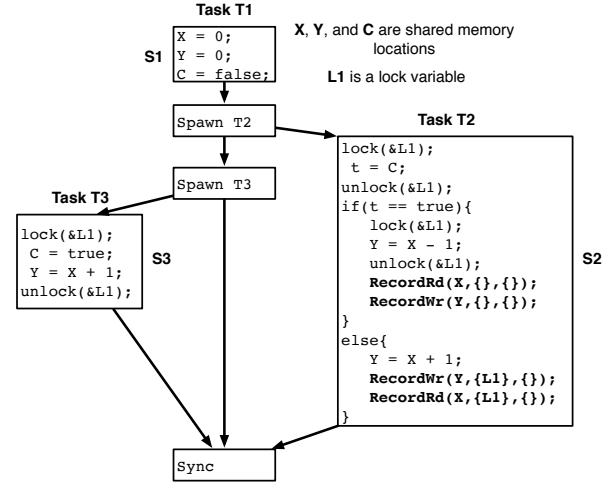 Task T1
X, Y, and C are shared memory
locations
L1 is a lock variable
S1
X = 0;
Y = 0;
C = false;
Spawn T2
Spawn T3
Task T2
lock(&L1);
t = C;
unlock(&L1);
if(t == true){
lock(&L1);
Y = X - 1;
unlock(&L1);
RecordRd(X,{},{});
RecordWr(Y,{},{});
}
else{
Y = X + 1;
RecordWr(Y,{L1},{});
RecordRd(X,{L1},{});
}
S2
Task T3
lock(&L1);
C = true;
Y = X + 1;
unlock(&L1);
S3
Sync